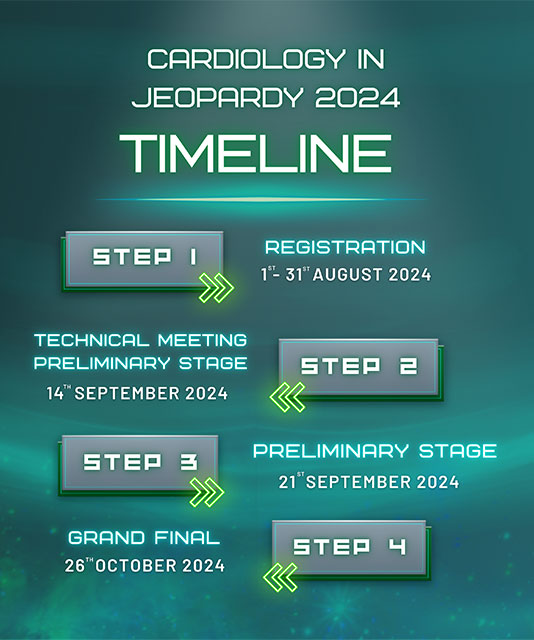 CARDIOLOGY IN
JEOPARDY 2024
TIMELINE
STEP 1
REGISTRATION
1ST- 31ST AUGUST 2024
TECHNICAL MEETING
PRELIMINARY STAGE
14TH SEPTEMBER 2024
STEP 2
STEP 3
PRELIMINARY STAGE
21ST SEPTEMBER 2024
GRAND FINAL
26TH OCTOBER 2024
STEP 4